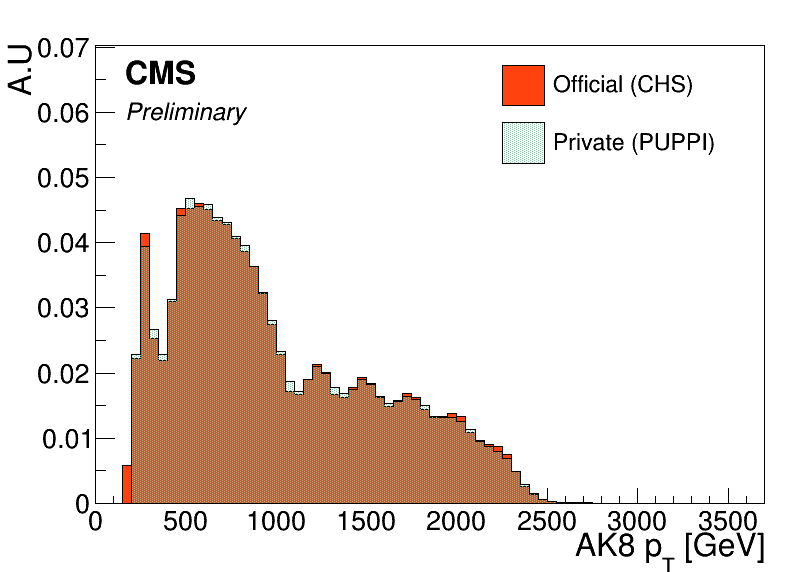 A.U
0.07
0.06
0.05
0.04
0.03
0.02
0.01
0
CMS
Preliminary
Official (CHS)
Private (PUPPI)
0 500 1000 1500 2000 2500 3000 3500
AK8 p_T [GeV]